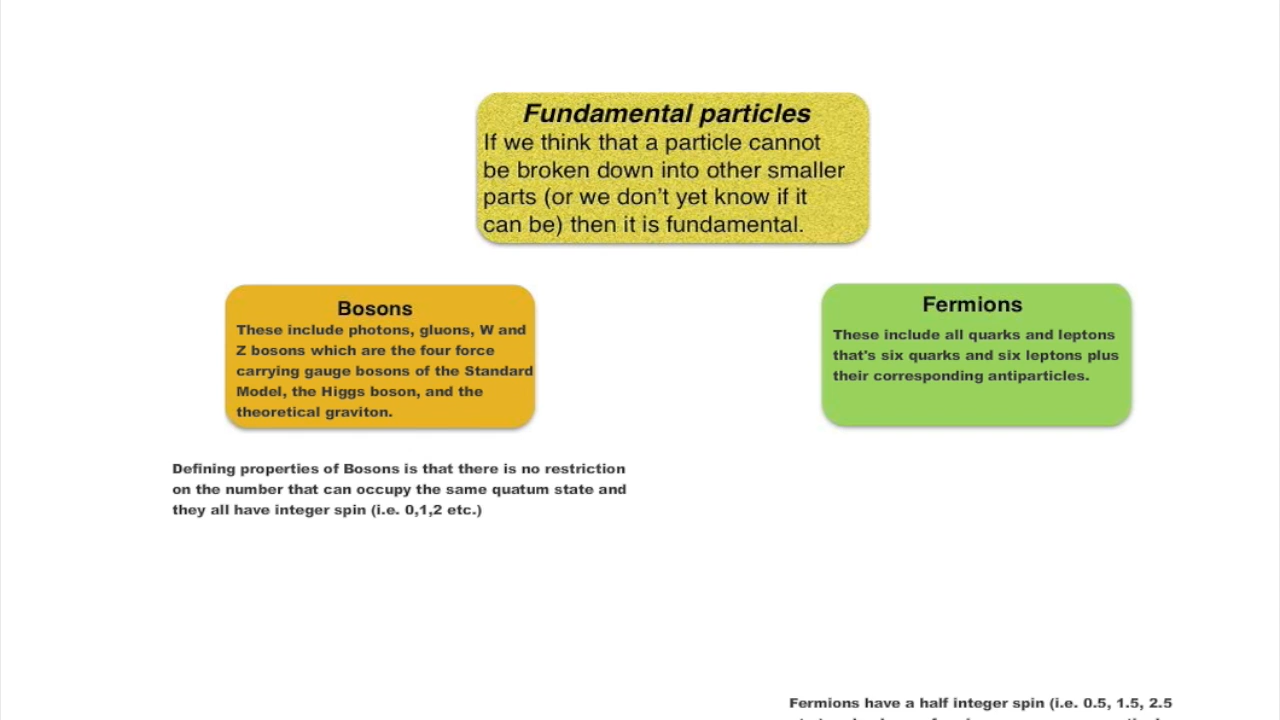 Fundamental particles
If we think that a particle cannot
be broken down into other smaller
parts (or we don't yet know if it
can be) then it is fundamental.
Bosons
These include photons, gluons, W and
Z bosons which are the four force
carrying gauge bosons of the Standard
Model, the Higgs boson, and the
theoretical graviton.
Fermions
These include all quarks and leptons
that's six quarks and six leptons plus
their corresponding antiparticles.
Defining properties of Bosons is that there is no restriction
on the number that can occupy the same quatum state and
they all have integer spin (i.e. 0,1,2 etc.)
Fermions have a half integer spin (i.e. 0.5, 1.5, 2.5